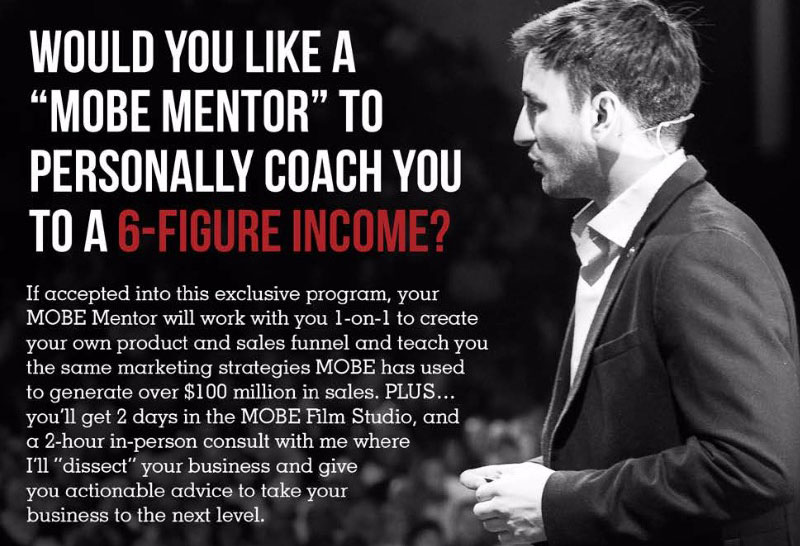 WOULD YOU LIKE A
“MOBE MENTOR” TO
PERSONALLY COACH YOU
TO A 6-FIGURE INCOME?
If accepted into this exclusive program, your
MOBE Mentor will work with you 1-on-1 to create
your own product and sales funnel and teach you
the same marketing strategies MOBE has used
to generate over $100 million in sales. PLUS...
you’ll get 2 days in the MOBE Film Studio, and
a 2-hour in-person consult with me where
I’ll "dissect" your business and give
you actionable advice to take your
business to the next level.